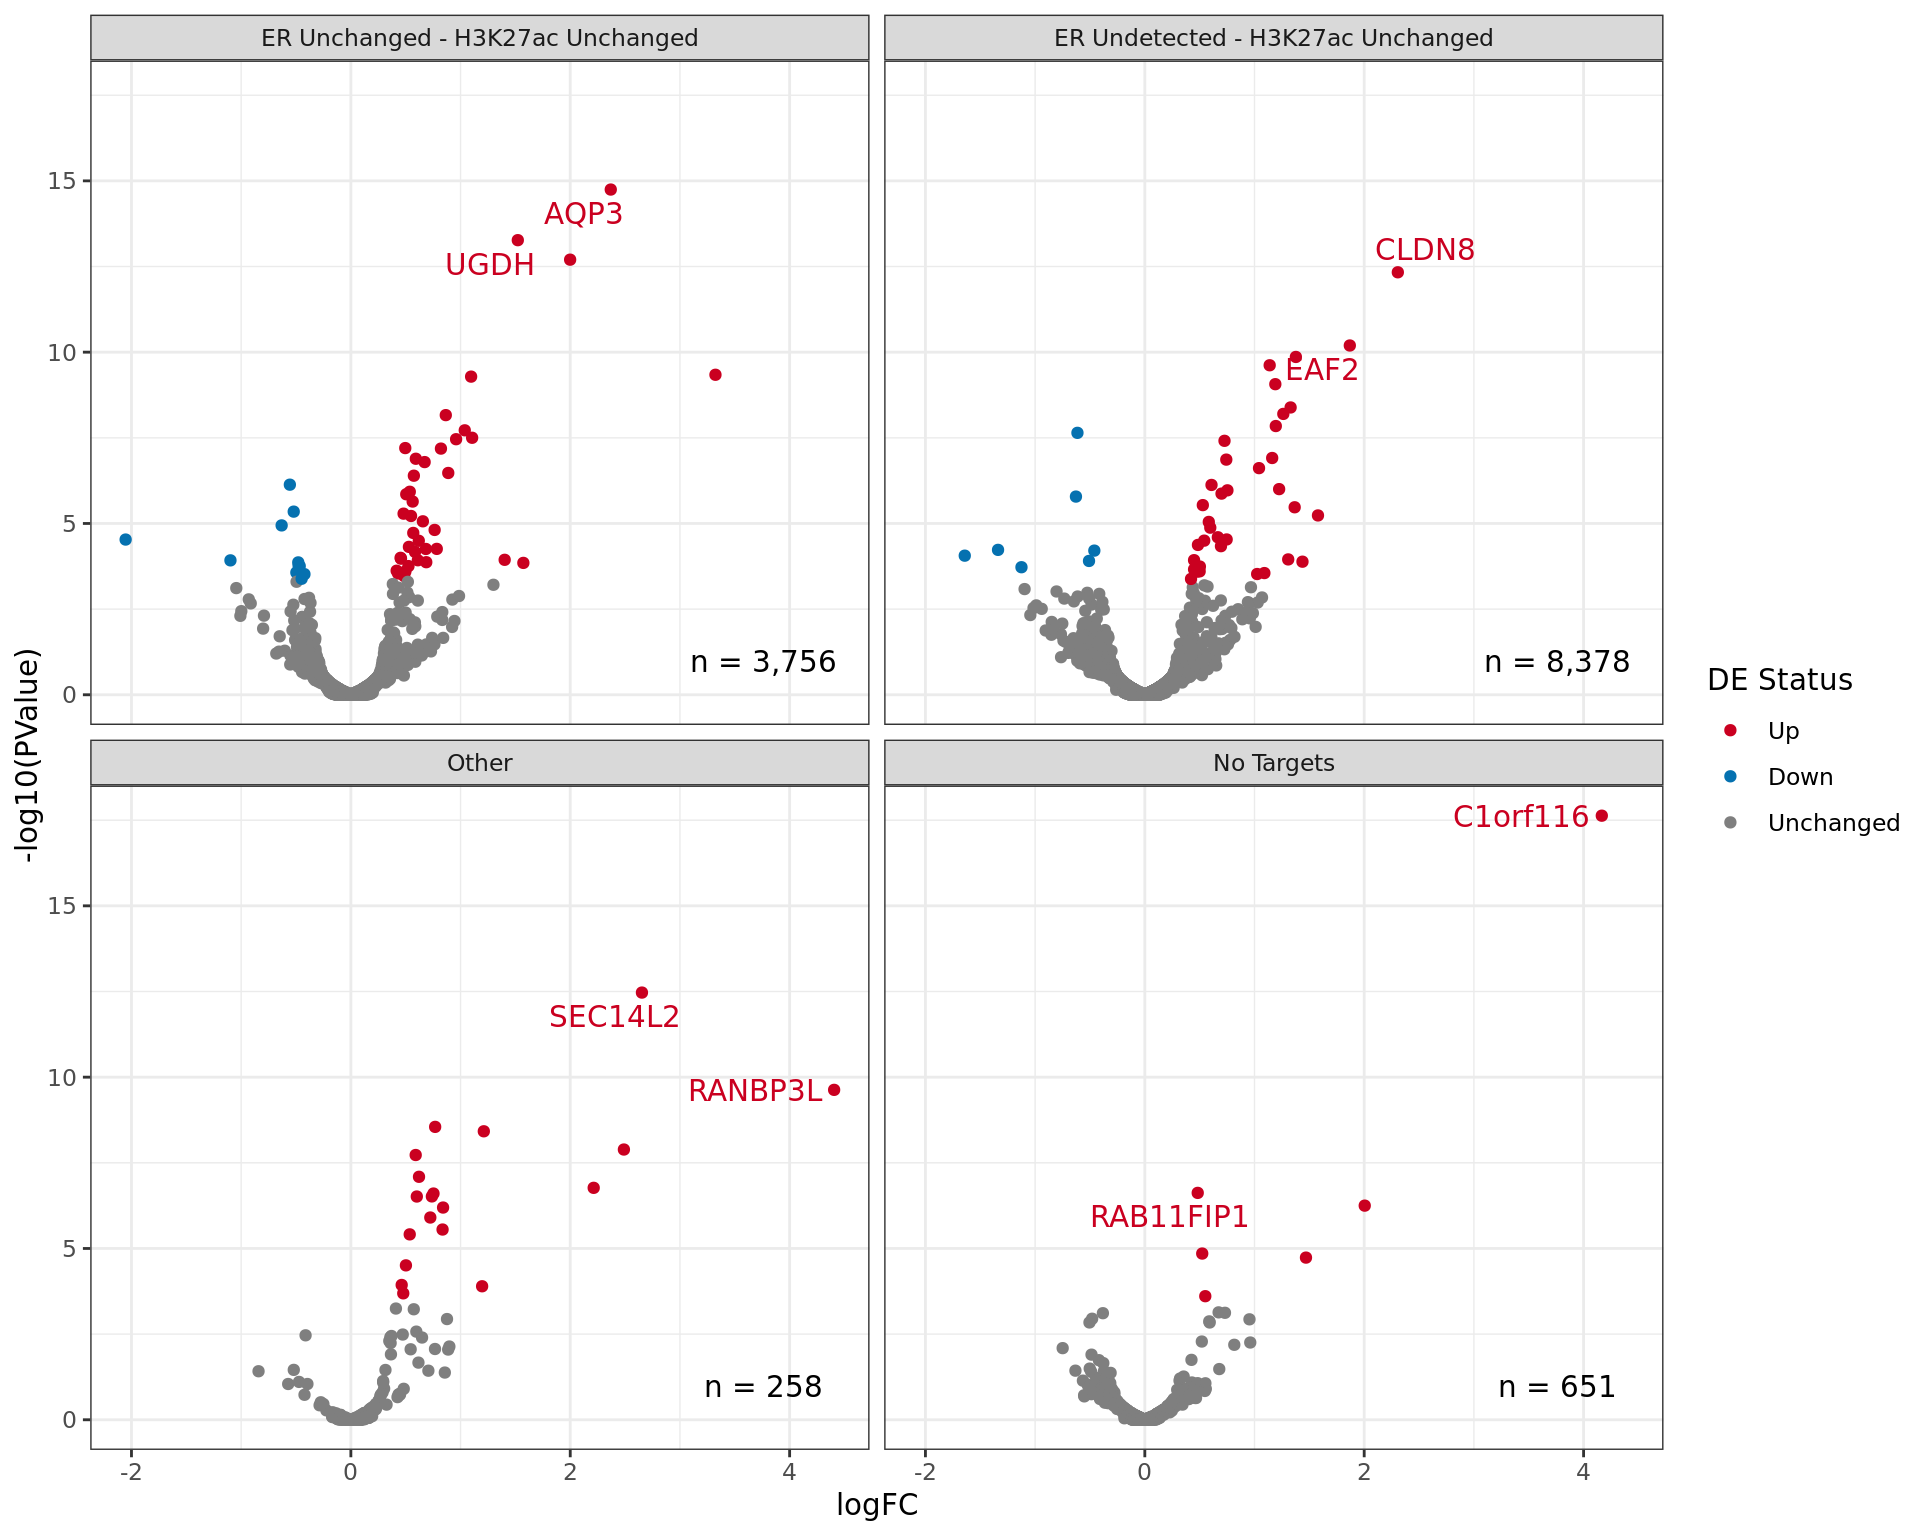 ER Unchanged - H3K27ac Unchanged
ER Undetected - H3K27ac Unchanged
15
10
5
0
AQP3
UGDH
n = 3,756
CLDN8
EAF2
n = 8,378
-log10(PValue)
DE Status
Up
Down
Unchanged
Other
No Targets
15
10
5
0
SEC14L2
RANBP3L
n = 258
C1orf116
RAB11FIP1
n = 651
-2 0 2 4
-2 0 2 4
logFC